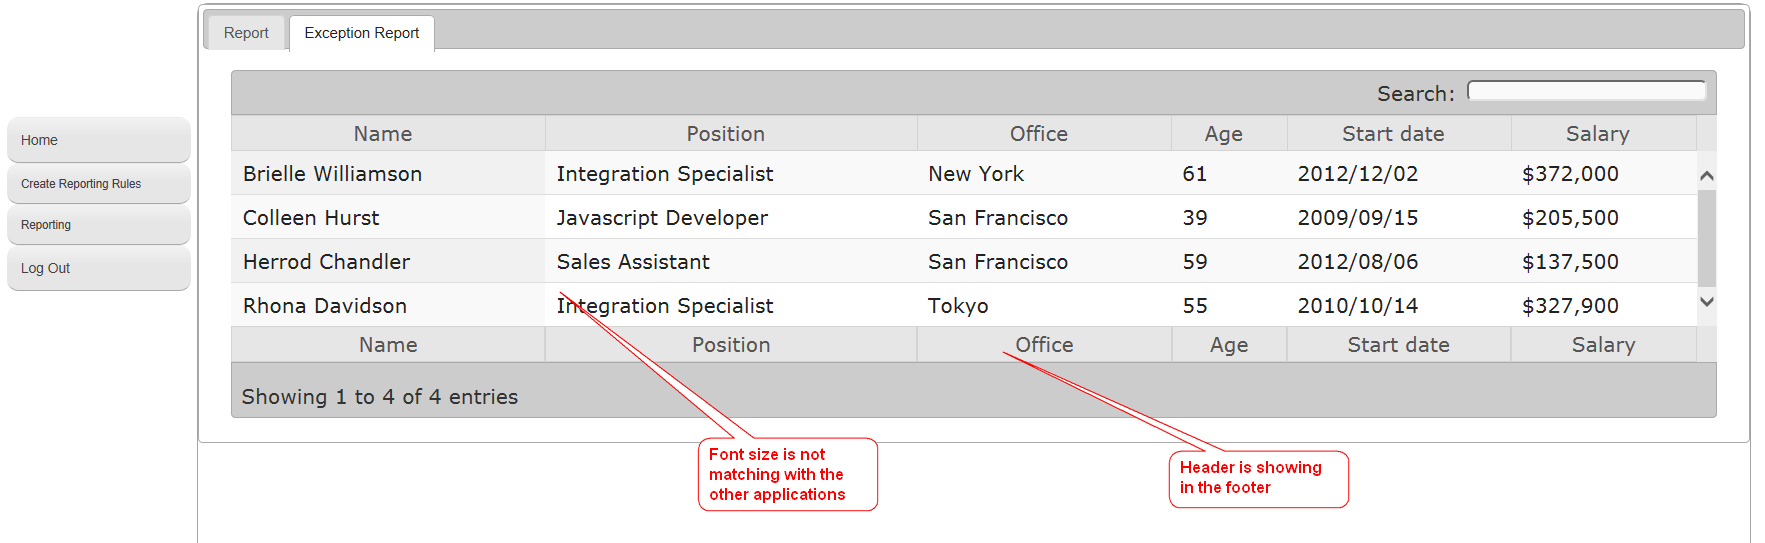 Report Exception Report
Search:
Home
Create Reporting Rules
Reporting
Log Out
Name Position Office Age Start date Salary
Brielle Williamson Integration Specialist New York 61 2012/12/02 $372,000
Colleen Hurst Javascript Developer San Francisco 39 2009/09/15 $205,500
Herrod Chandler Sales Assistant San Francisco 59 2012/08/06 $137,500
Rhona Davidson Integration Specialist Tokyo 55 2010/10/14 $327,900
Name Position Office Age Start date Salary
Showing 1 to 4 of 4 entries
Font size is not
matching with the
other applications
Header is showing
in the footer